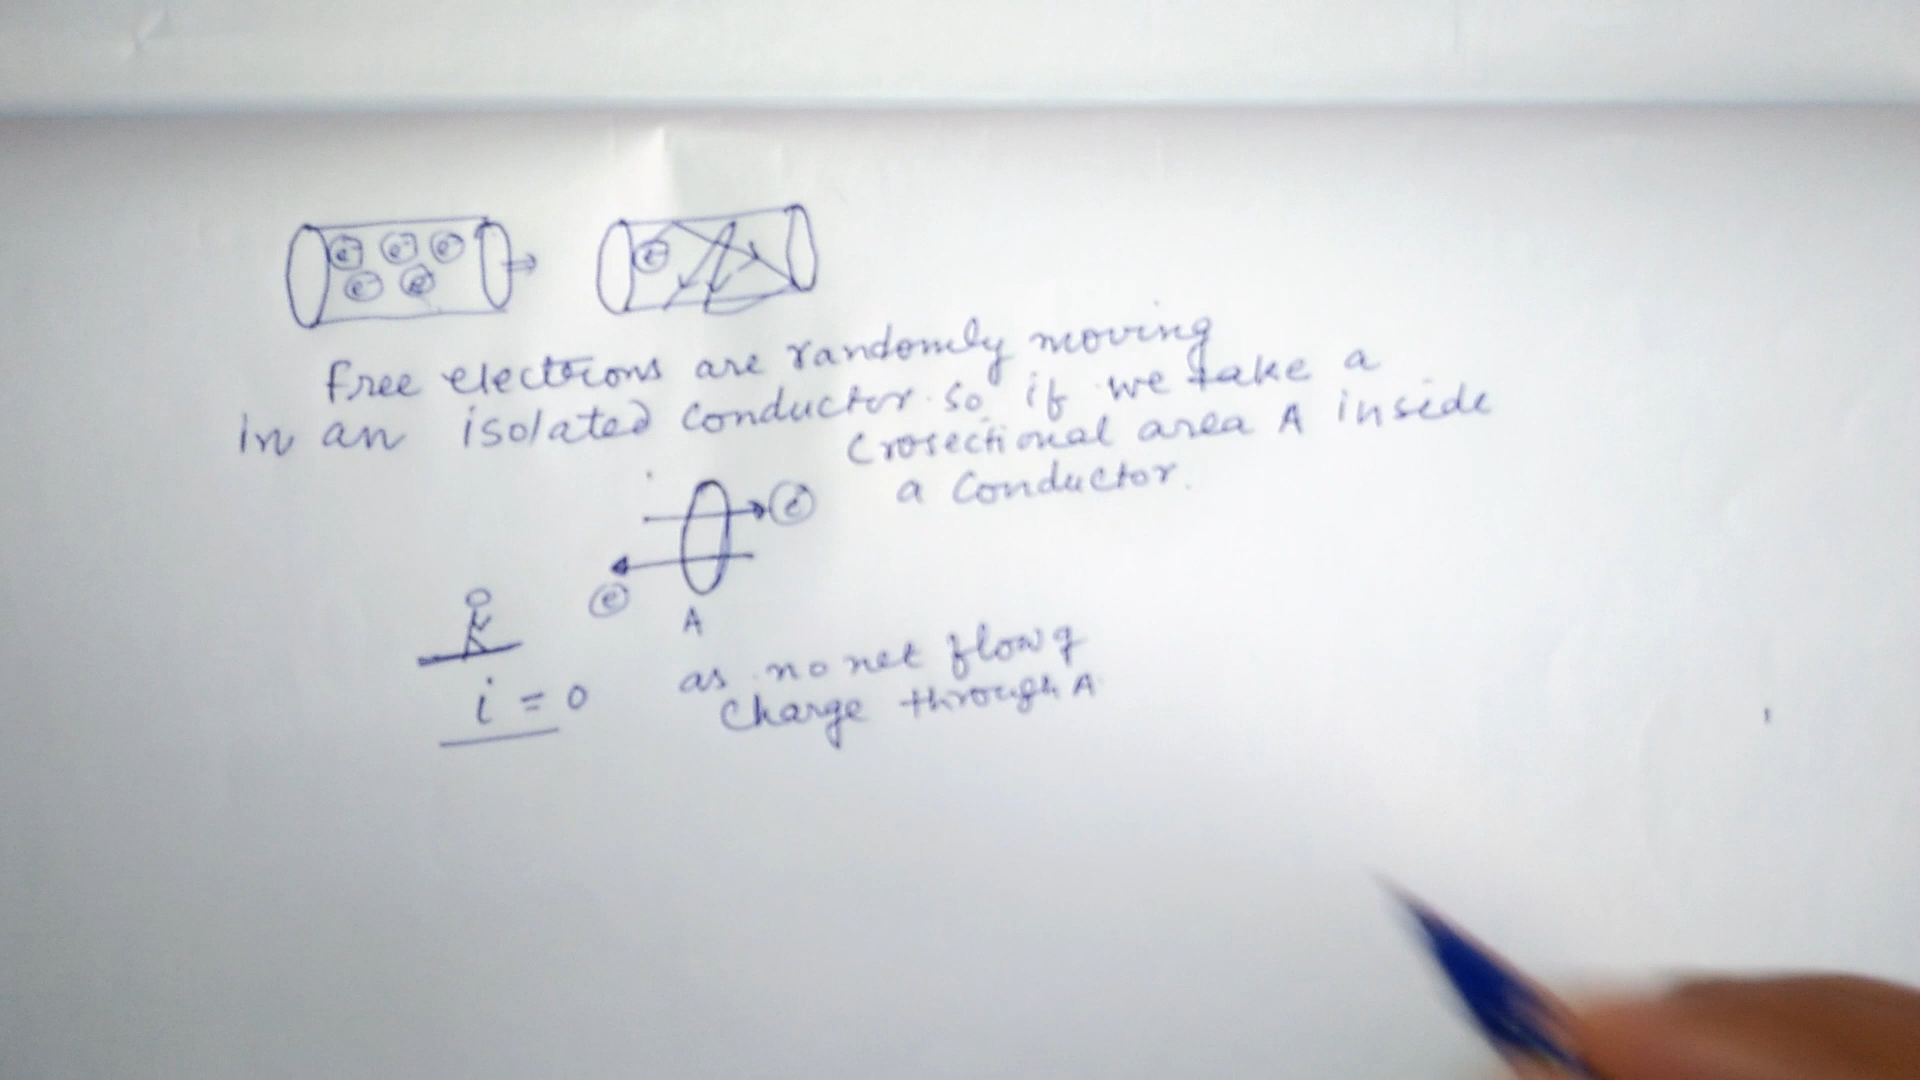 e- e- e-
e- e
e
free electrons are randomly moving
in an isolated conductor. so if we take a
crosectional area A inside
a conductor.
e
e
A
i = 0
as no net flow of
charge through A